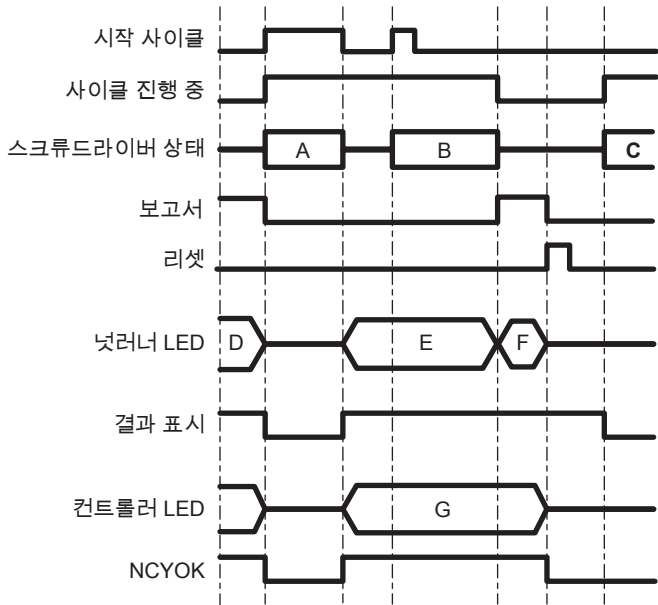 시작 사이클
사이클 진행 중
스크류드라이버 상태
A
B
C
보고서
리셋
넛러너 LED
D
E
F
결과 표시
컨트롤러 LED
G
NCYOK